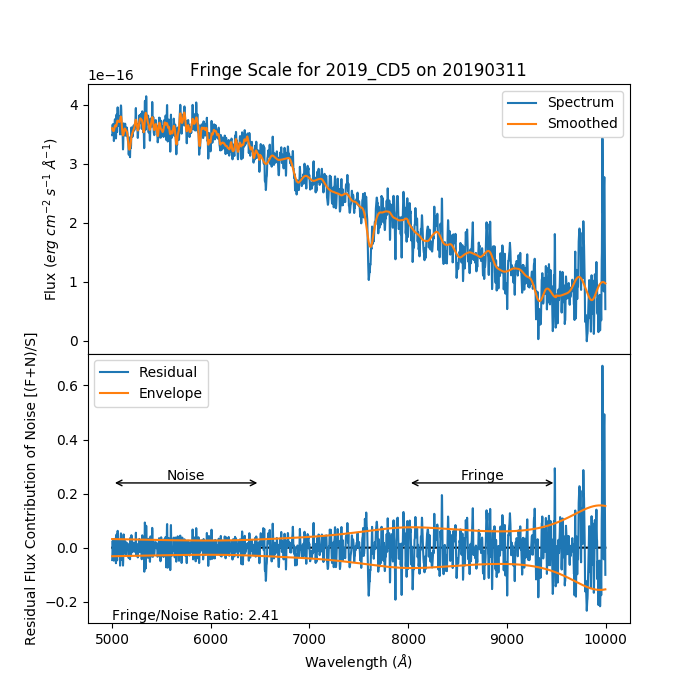 Fringe Scale for 2019_CD5 on 20190311
1e−16
Flux (erg cm⁻² s⁻¹ Å⁻¹)
4
3
2
1
0
Spectrum
Smoothed
Residual Flux Contribution of Noise [(F+N)/S]
0.6
0.4
0.2
0.0
−0.2
Residual
Envelope
Noise
Fringe
Fringe/Noise Ratio: 2.41
5000 6000 7000 8000 9000 10000
Wavelength (Å)